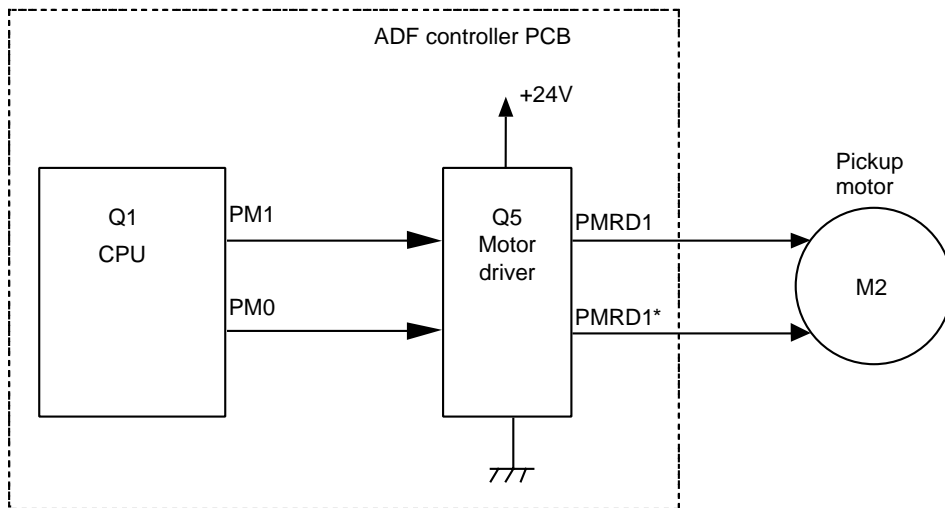 ADF controller PCB
+24V
Pickup
motor
Q1
CPU
PM1
PM0
Q5
Motor
driver
PMRD1
PMRD1*
M2